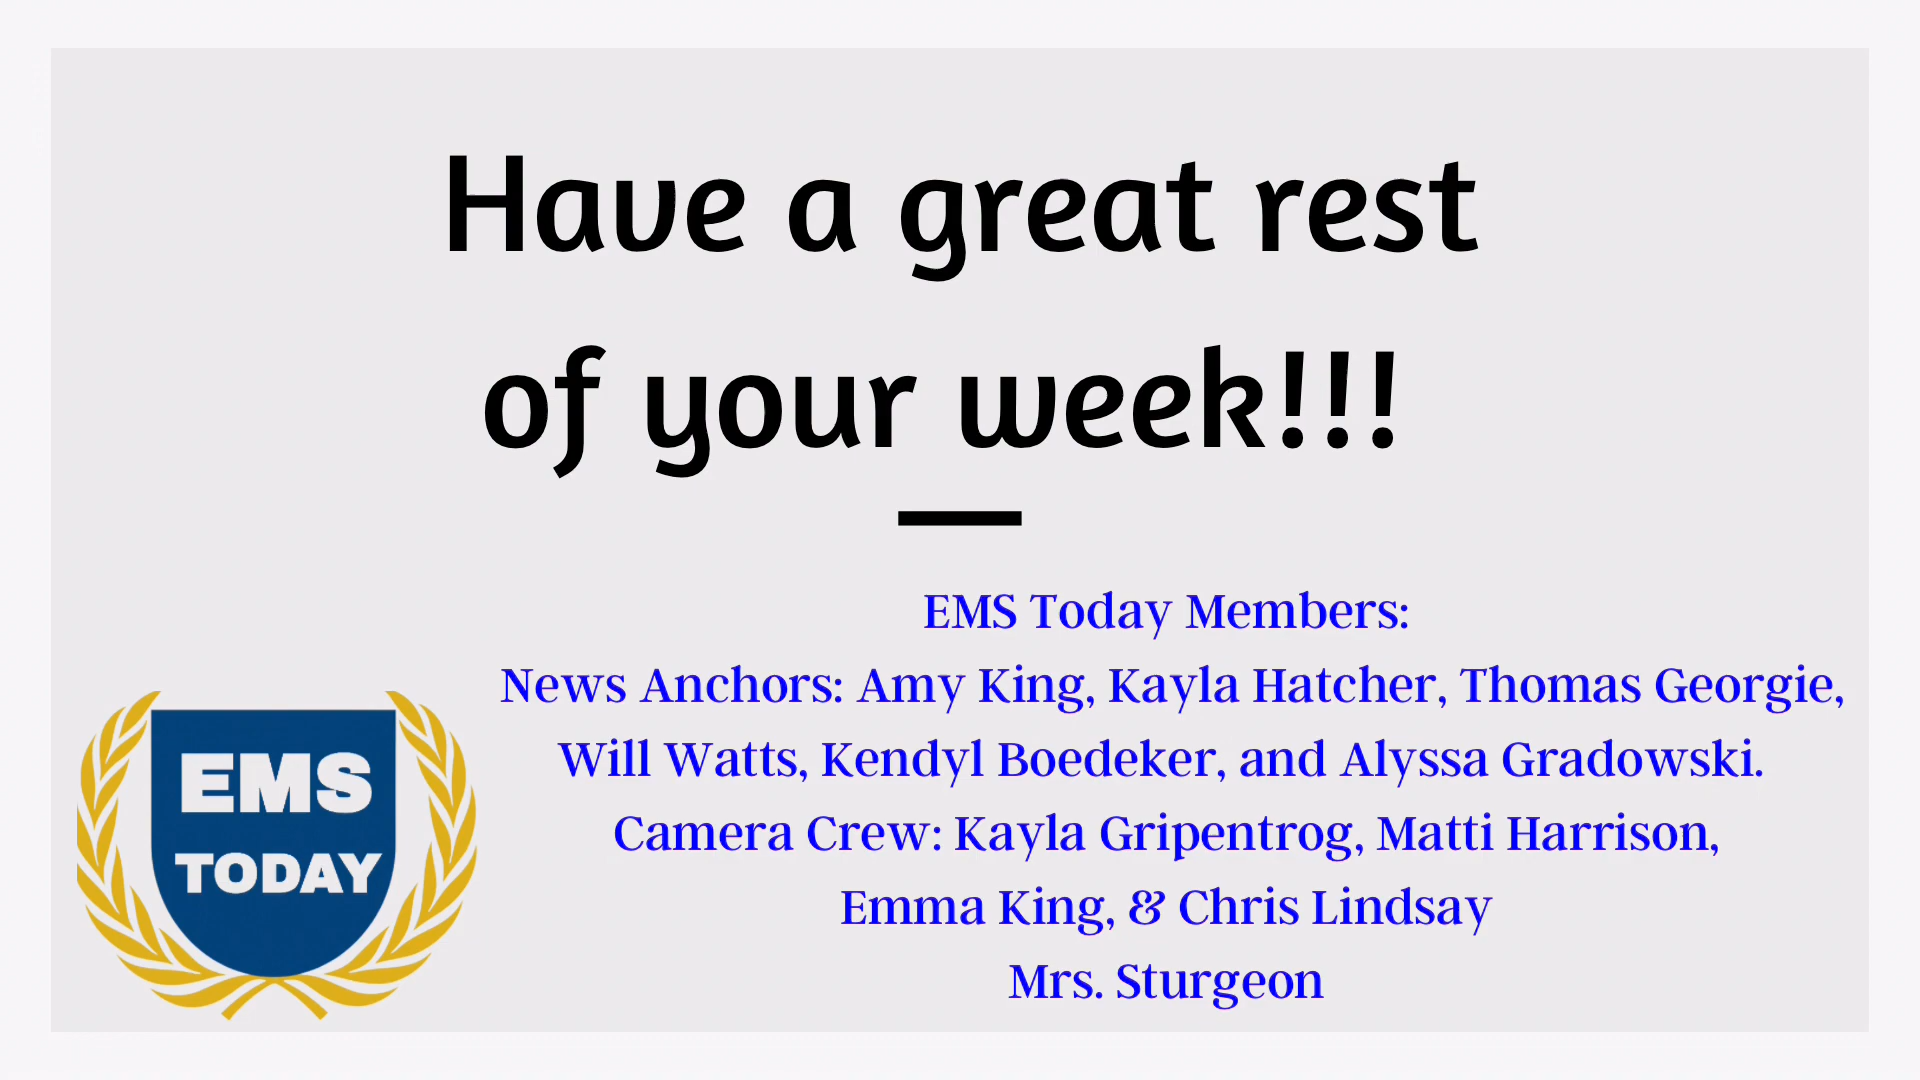 Have a great rest
of your week!!!
EMS Today Members:
News Anchors: Amy King, Kayla Hatcher, Thomas Georgie,
Will Watts, Kendyl Boedeker, and Alyssa Gradowski.
Camera Crew: Kayla Gripentrog, Matti Harrison,
Emma King, & Chris Lindsay
Mrs. Sturgeon
EMS
TODAY